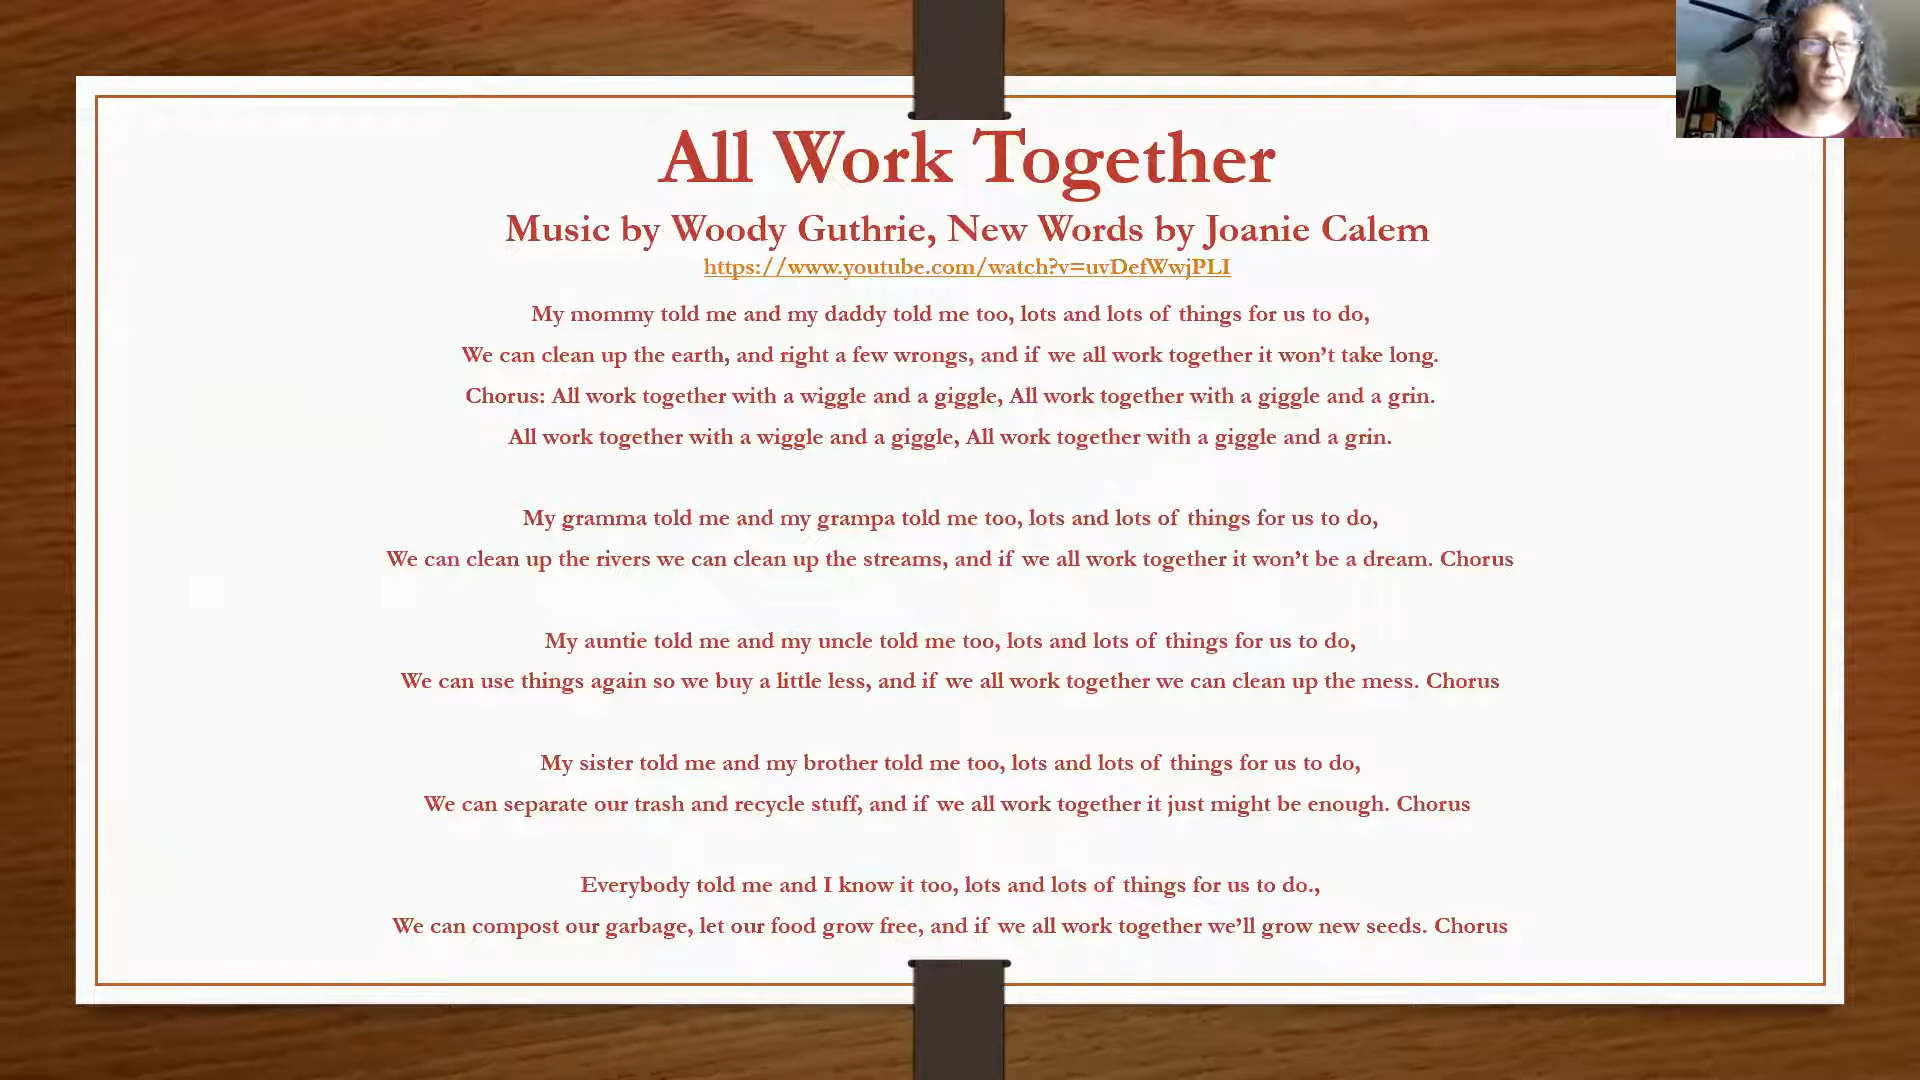 All Work Together
Music by Woody Guthrie, New Words by Joanie Calem
https://www.youtube.com/watch?v=uvDefWwjPLI
My mommy told me and my daddy told me too, lots and lots of things for us to do,
We can clean up the earth, and right a few wrongs, and if we all work together it won’t take long.
Chorus: All work together with a wiggle and a giggle, All work together with a giggle and a grin.
All work together with a wiggle and a giggle, All work together with a giggle and a grin.
My gramma told me and my grampa told me too, lots and lots of things for us to do,
We can clean up the rivers we can clean up the streams, and if we all work together it won’t be a dream. Chorus
My auntie told me and my uncle told me too, lots and lots of things for us to do,
We can use things again so we buy a little less, and if we all work together we can clean up the mess. Chorus
My sister told me and my brother told me too, lots and lots of things for us to do,
We can separate our trash and recycle stuff, and if we all work together it just might be enough. Chorus
Everybody told me and I know it too, lots and lots of things for us to do.,
We can compost our garbage, let our food grow free, and if we all work together we’ll grow new seeds. Chorus